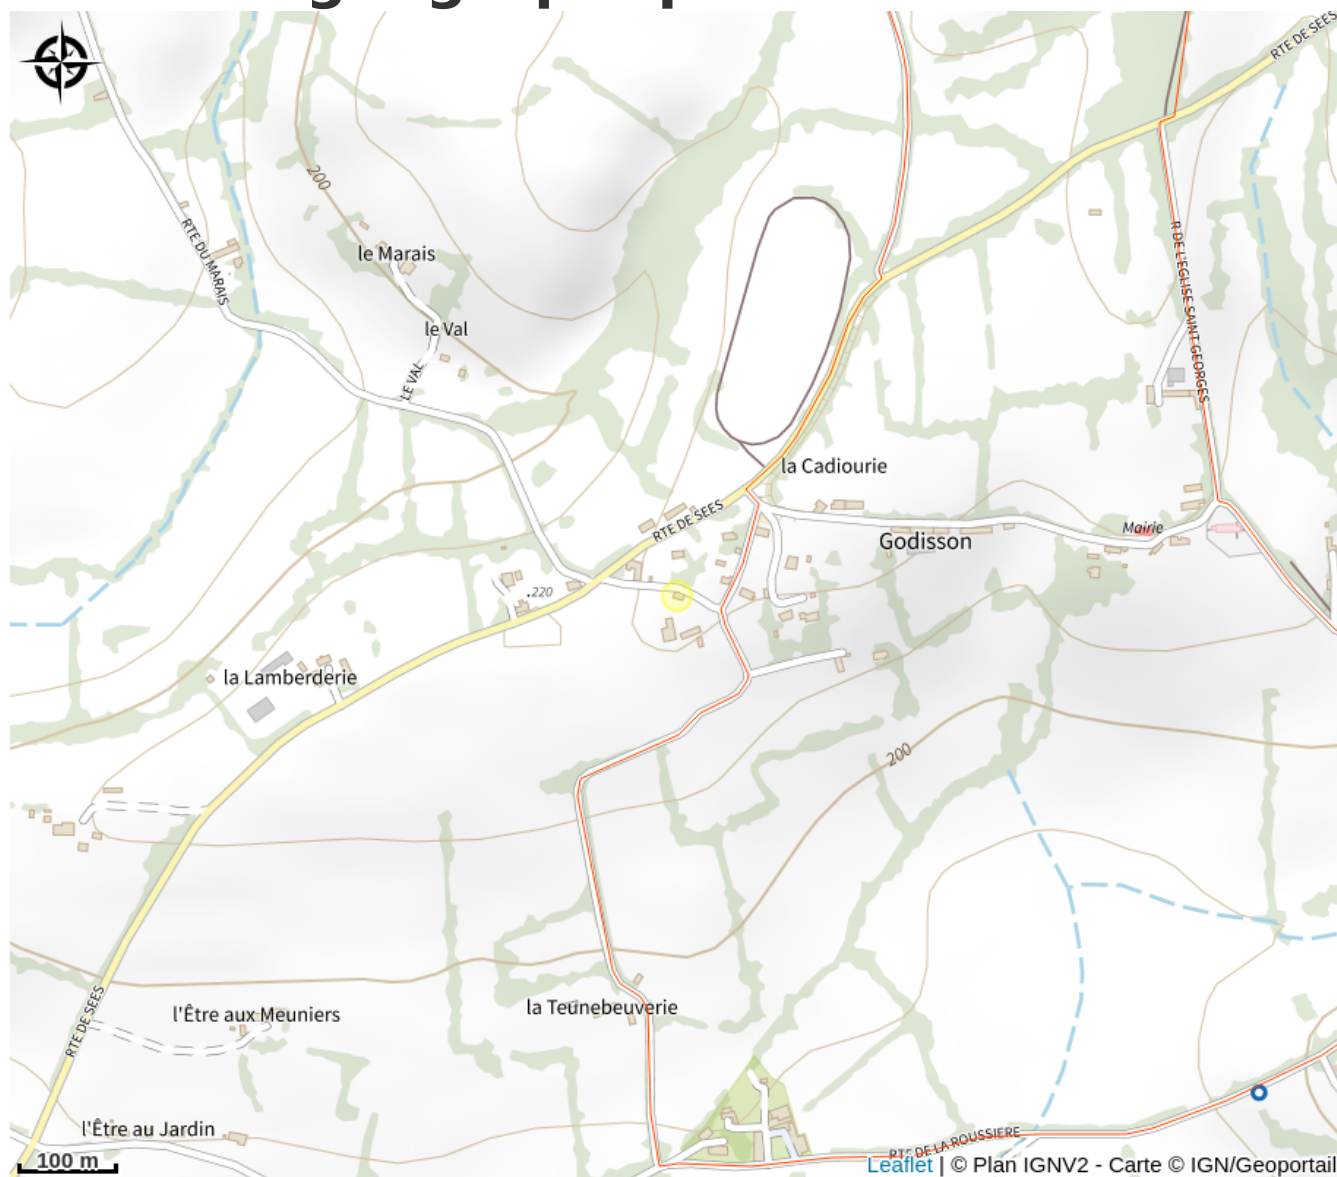 RTE DE SEES
200
RTE DU MARAIS
le Marais
R DE L'EGLISE SAINT GEORGES
le Val
LE VAL
la Cadiourie
RTE DE SEES
Mairie
Godisson
.220
la Lamberderie
200
la Teunebeuverie
l'Être aux Meuniers
RTE DE SEES
l'Être au Jardin
RTE DE LA ROUSSIERE
100 m
Leaflet | © Plan IGNV2 - Carte © IGN/Geoportail